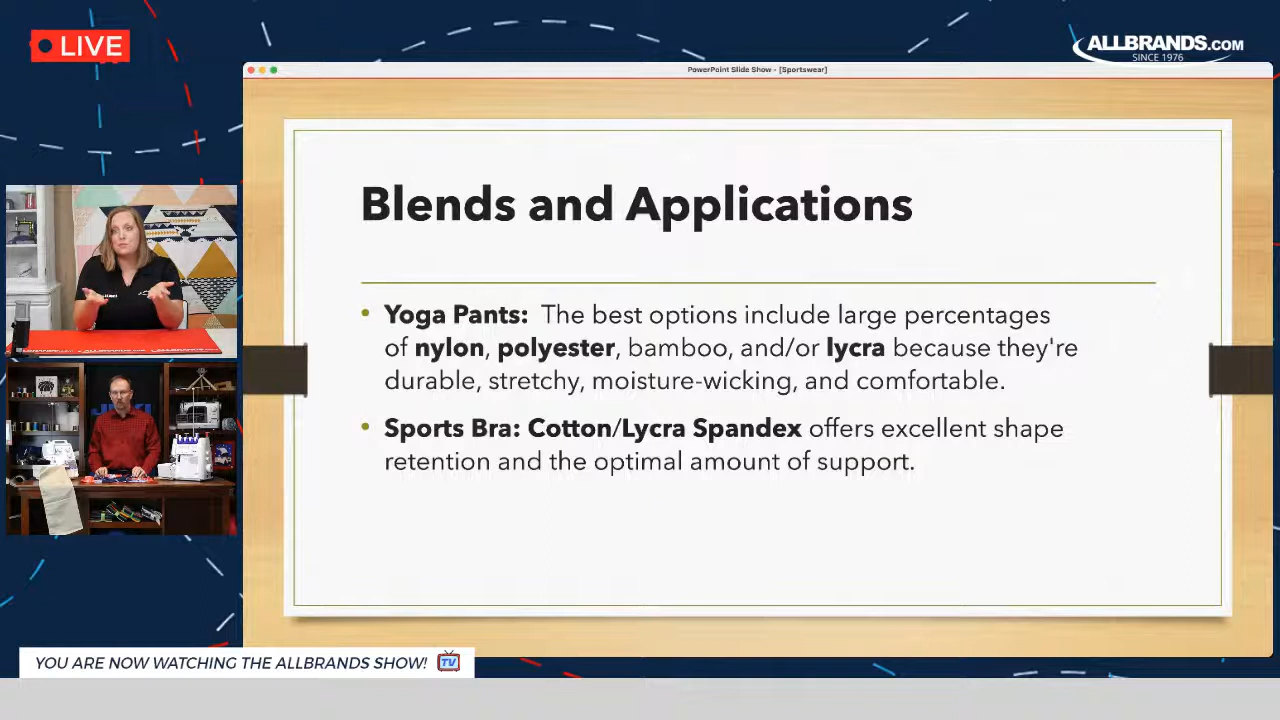 LIVE
ALLBRANDS.COM
SINCE 1976
PowerPoint Slide Show - [Sportswear]
Blends and Applications
• Yoga Pants: The best options include large percentages
of nylon, polyester, bamboo, and/or lycra because they're
durable, stretchy, moisture-wicking, and comfortable.
• Sports Bra: Cotton/Lycra Spandex offers excellent shape
retention and the optimal amount of support.
YOU ARE NOW WATCHING THE ALLBRANDS SHOW!
TV